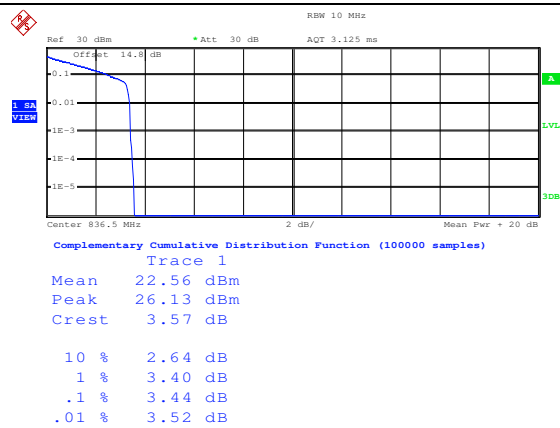 RBW 10 MHz
Ref 30 dBm *Att 30 dB AQT 3.125 ms
Offset 14.8 dB
0.1
A
0.01
1 SA
VIEW
1E-3
LVL
1E-4
1E-5
3DB
Center 836.5 MHz 2 dB/ Mean Pwr + 20 dB
Complementary Cumulative Distribution Function (100000 samples)
Trace 1
Mean 22.56 dBm
Peak 26.13 dBm
Crest 3.57 dB
10 % 2.64 dB
1 % 3.40 dB
.1 % 3.44 dB
.01 % 3.52 dB